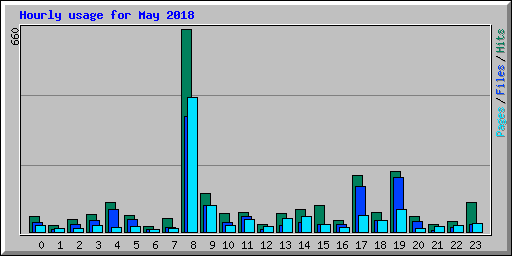 Hourly usage for May 2018
660
Pages/Files/Hits
0 1 2 3 4 5 6 7 8 9 10 11 12 13 14 15 16 17 18 19 20 21 22 23